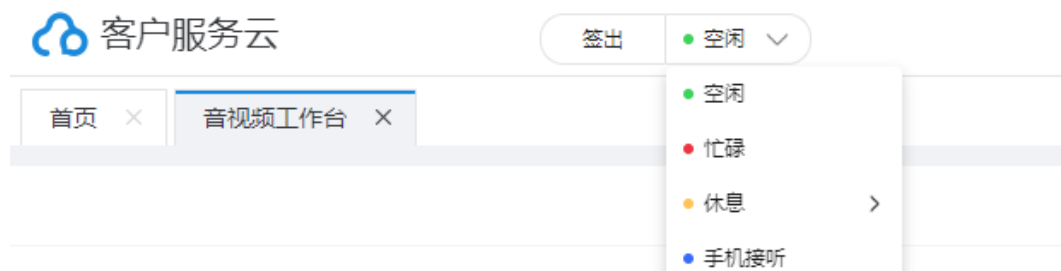 客户服务云
签出 空闲
首页 音视频工作台
空闲
忙碌
休息
手机接听